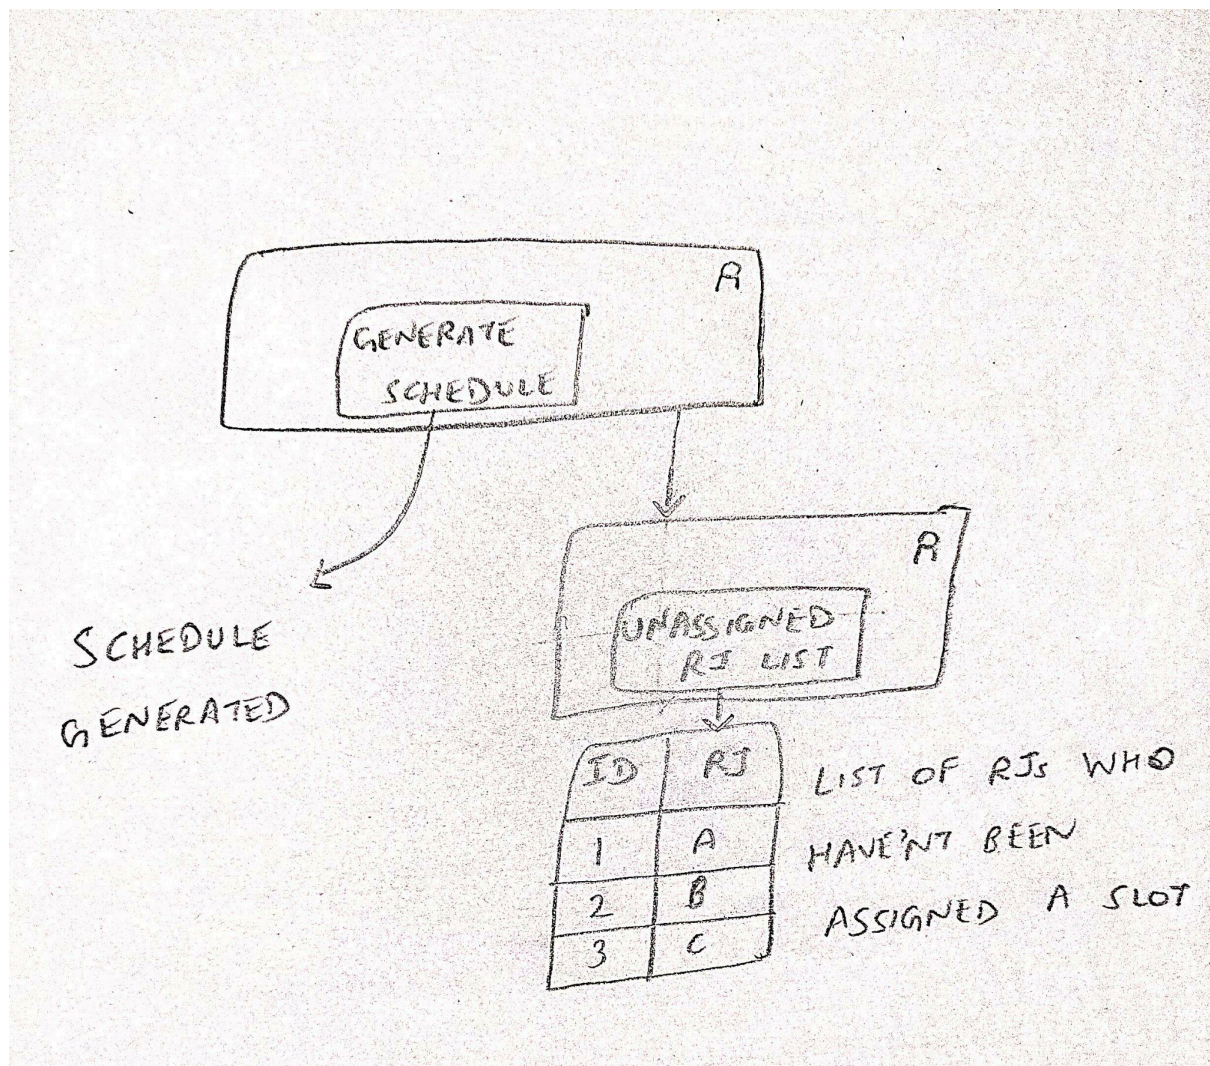 R
GENERATE
SCHEDULE
R
UNASSIGNED
RJ LIST
SCHEDULE
GENERATED
ID RJ
1 A
2 B
3 C
LIST OF RJs WHO
HAVE'NT BEEN
ASSIGNED A SLOT